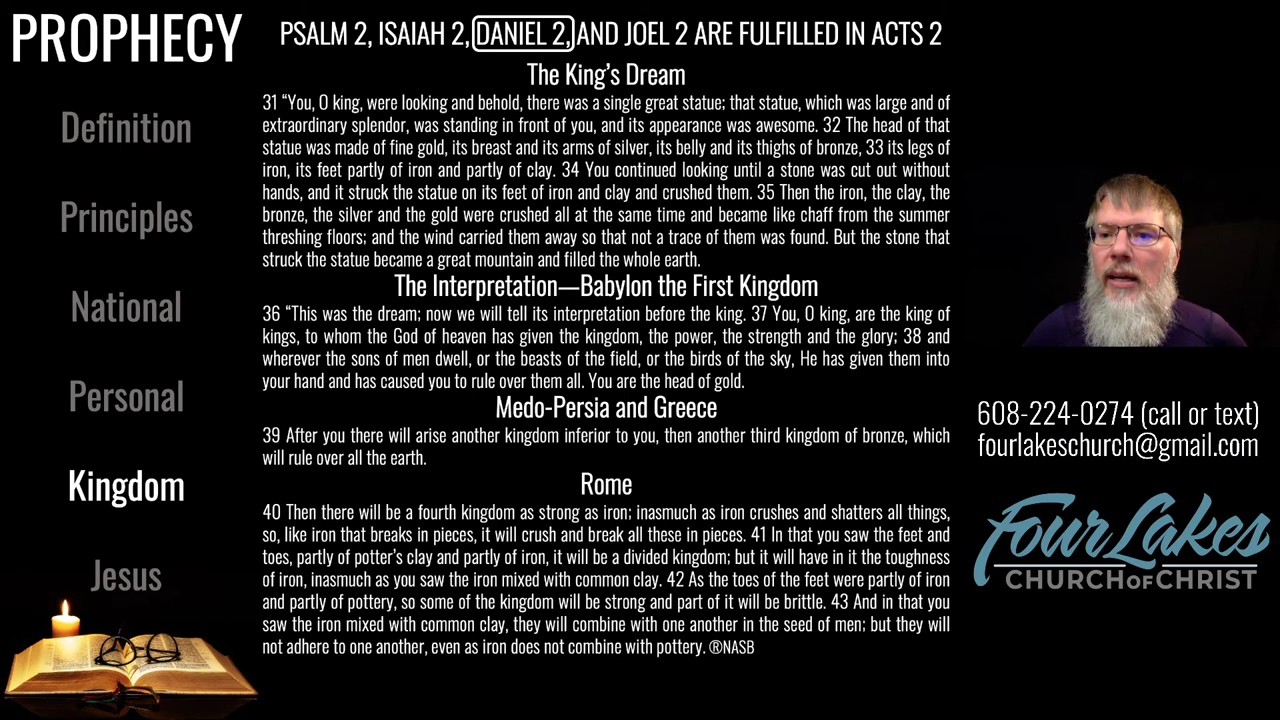 PROPHECY
Definition
Principles
National
Personal
Kingdom
Jesus
PSALM 2, ISAIAH 2, DANIEL 2, AND JOEL 2 ARE FULFILLED IN ACTS 2
The King’s Dream
31 “You, O king, were looking and behold, there was a single great statue; that statue, which was large and of
extraordinary splendor, was standing in front of you, and its appearance was awesome. 32 The head of that
statue was made of fine gold, its breast and its arms of silver, its belly and its thighs of bronze, 33 its legs of
iron, its feet partly of iron and partly of clay. 34 You continued looking until a stone was cut out without
hands, and it struck the statue on its feet of iron and clay and crushed them. 35 Then the iron, the clay, the
bronze, the silver and the gold were crushed all at the same time and became like chaff from the summer
threshing floors; and the wind carried them away so that not a trace of them was found. But the stone that
struck the statue became a great mountain and filled the whole earth.
The Interpretation—Babylon the First Kingdom
36 “This was the dream; now we will tell its interpretation before the king. 37 You, O king, are the king of
kings, to whom the God of heaven has given the kingdom, the power, the strength and the glory; 38 and
wherever the sons of men dwell, or the beasts of the field, or the birds of the sky, He has given them into
your hand and has caused you to rule over them all. You are the head of gold.
Medo-Persia and Greece
39 After you there will arise another kingdom inferior to you, then another third kingdom of bronze, which
will rule over all the earth.
Rome
40 Then there will be a fourth kingdom as strong as iron; inasmuch as iron crushes and shatters all things,
so, like iron that breaks in pieces, it will crush and break all these in pieces. 41 In that you saw the feet and
toes, partly of potter’s clay and partly of iron, it will be a divided kingdom; but it will have in it the toughness
of iron, inasmuch as you saw the iron mixed with common clay. 42 As the toes of the feet were partly of iron
and partly of pottery, so some of the kingdom will be strong and part of it will be brittle. 43 And in that you
saw the iron mixed with common clay, they will combine with one another in the seed of men; but they will
not adhere to one another, even as iron does not combine with pottery. ®NASB
608-224-0274 (call or text)
fourlakeschurch@gmail.com
Four Lakes
CHURCH OF CHRIST